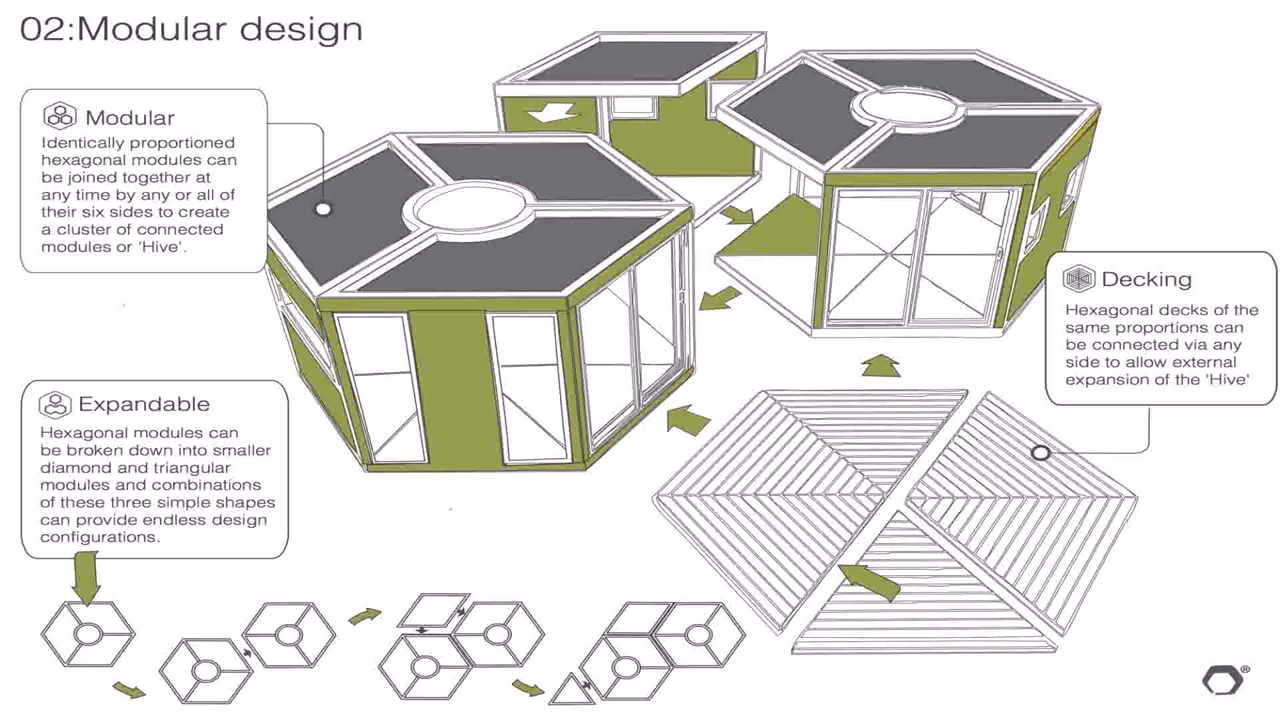 02:Modular design
Modular
Identically proportioned
hexagonal modules can
be joined together at
any time by any or all of
their six sides to create
a cluster of connected
modules or 'Hive'.
Decking
Hexagonal decks of the
same proportions can
be connected via any
side to allow external
expansion of the 'Hive'
Expandable
Hexagonal modules can
be broken down into smaller
diamond and triangular
modules and combinations
of these three simple shapes
can provide endless design
configurations.
®